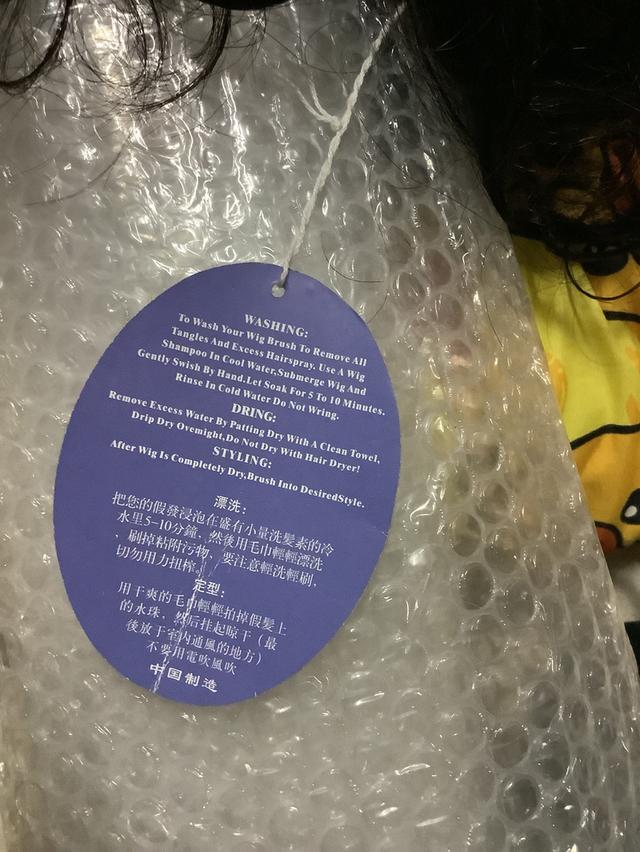 WASHING:
To Wash Your Wig Brush To Remove All
Tangles And Excess Hairspray. Use A Wig
Shampoo In Cool Water,Submerge Wig And
Gently Swish By Hand.Let Soak For 5 To 10 Minutes.
Rinse In Cold Water Do Not Wring.
DRING:
Remove Excess Water By Patting Dry With A Clean Towel,
Drip Dry Overnight,Do Not Dry With Hair Dryer!
STYLING:
After Wig Is Completely Dry,Brush Into DesiredStyle.
漂洗：
把您的假發浸泡在盛有小量洗髪素的冷
水里5-10分鐘、然後用毛巾輕輕漂洗
、刷掉粘附污物，要注意輕洗輕刷，
切勿用力扭榨。
定型：
用干爽的毛巾輕輕拍掉假髪上
的水珠，然后挂起晾干（最
後放于室内通風的地方）
不要用電吹風吹
中国制造